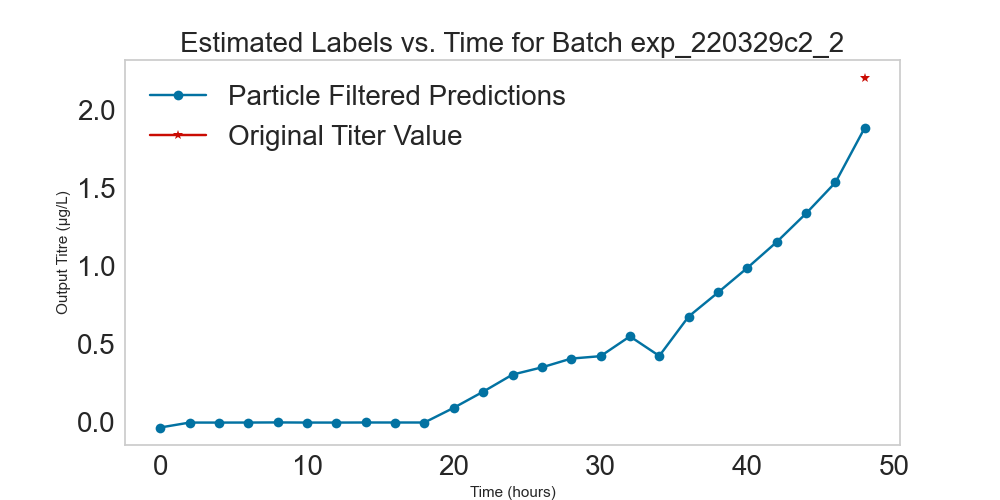 Estimated Labels vs. Time for Batch exp_220329c2_2
Particle Filtered Predictions
Original Titer Value
Output Titre (µg/L)
2.0
1.5
1.0
0.5
0.0
0 10 20 30 40 50
Time (hours)